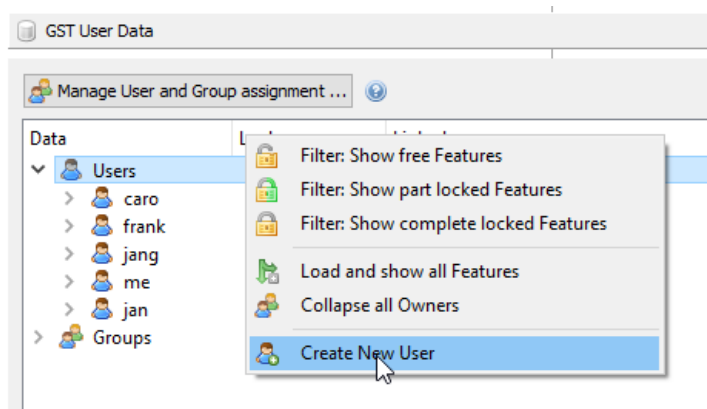 GST User Data
Manage User and Group assignment ...
Data
Users
caro
frank
jang
me
jan
Groups
Filter: Show free Features
Filter: Show part locked Features
Filter: Show complete locked Features
Load and show all Features
Collapse all Owners
Create New User